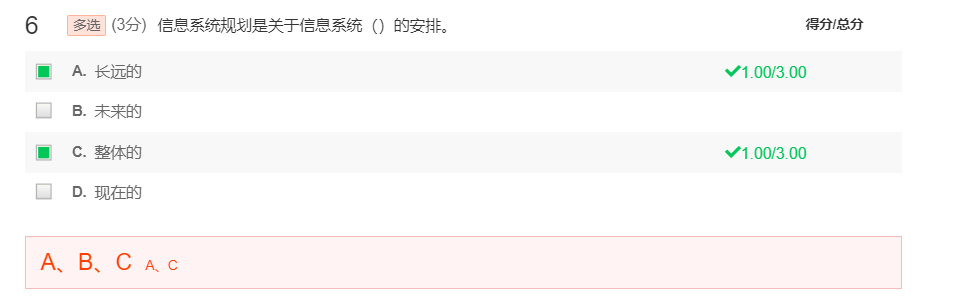 6 多选 (3分) 信息系统规划是关于信息系统（）的安排。 得分/总分
A. 长远的 1.00/3.00
B. 未来的
C. 整体的 1.00/3.00
D. 现在的
A、B、C A、C